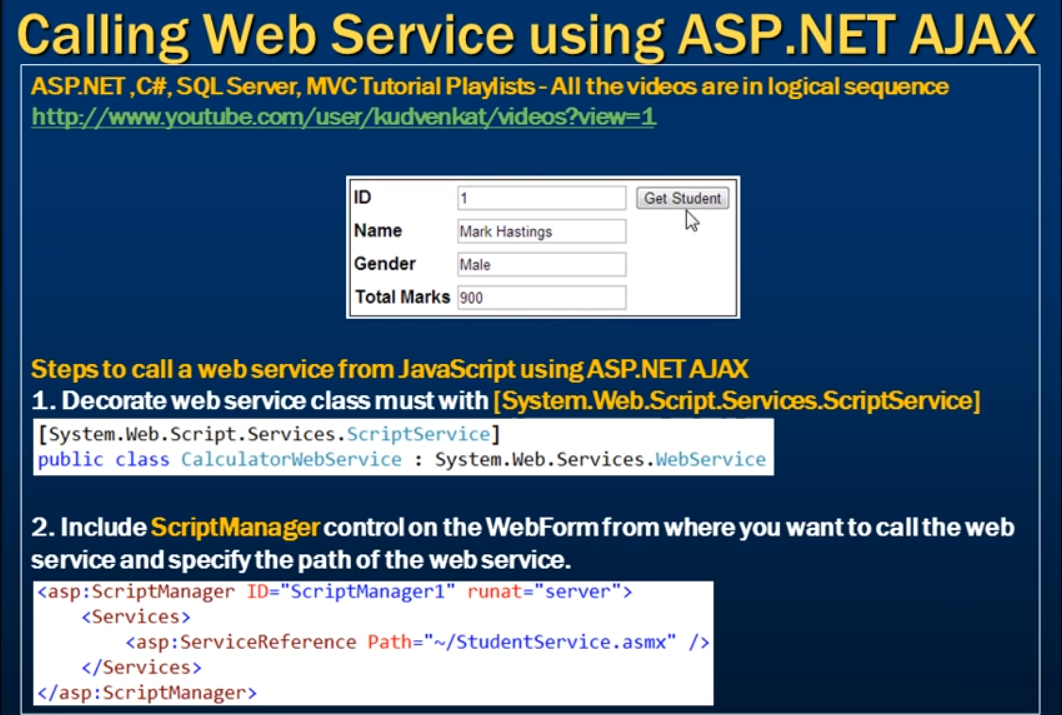 Calling Web Service using ASP.NET AJAX
ASP.NET ,C#, SQL Server, MVC Tutorial Playlists - All the videos are in logical sequence
http://www.youtube.com/user/kudvenkat/videos?view=1
ID 1 Get Student
Name Mark Hastings
Gender Male
Total Marks 900
Steps to call a web service from JavaScript using ASP.NET AJAX
1. Decorate web service class must with [System.Web.Script.Services.ScriptService]
[System.Web.Script.Services.ScriptService]
public class CalculatorWebService : System.Web.Services.WebService
2. Include ScriptManager control on the WebForm from where you want to call the web
service and specify the path of the web service.
<asp:ScriptManager ID="ScriptManager1" runat="server">
<Services>
<asp:ServiceReference Path="~/StudentService.asmx" />
</Services>
</asp:ScriptManager>